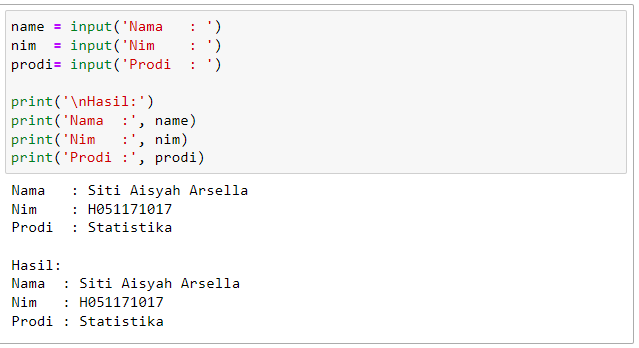 name = input('Nama   : ')
nim  = input('Nim    : ')
prodi= input('Prodi  : ')

print('\nHasil:')
print('Nama  :', name)
print('Nim   :', nim)
print('Prodi :', prodi)

Nama   : Siti Aisyah Arsella
Nim    : H051171017
Prodi  : Statistika

Hasil:
Nama  : Siti Aisyah Arsella
Nim   : H051171017
Prodi : Statistika